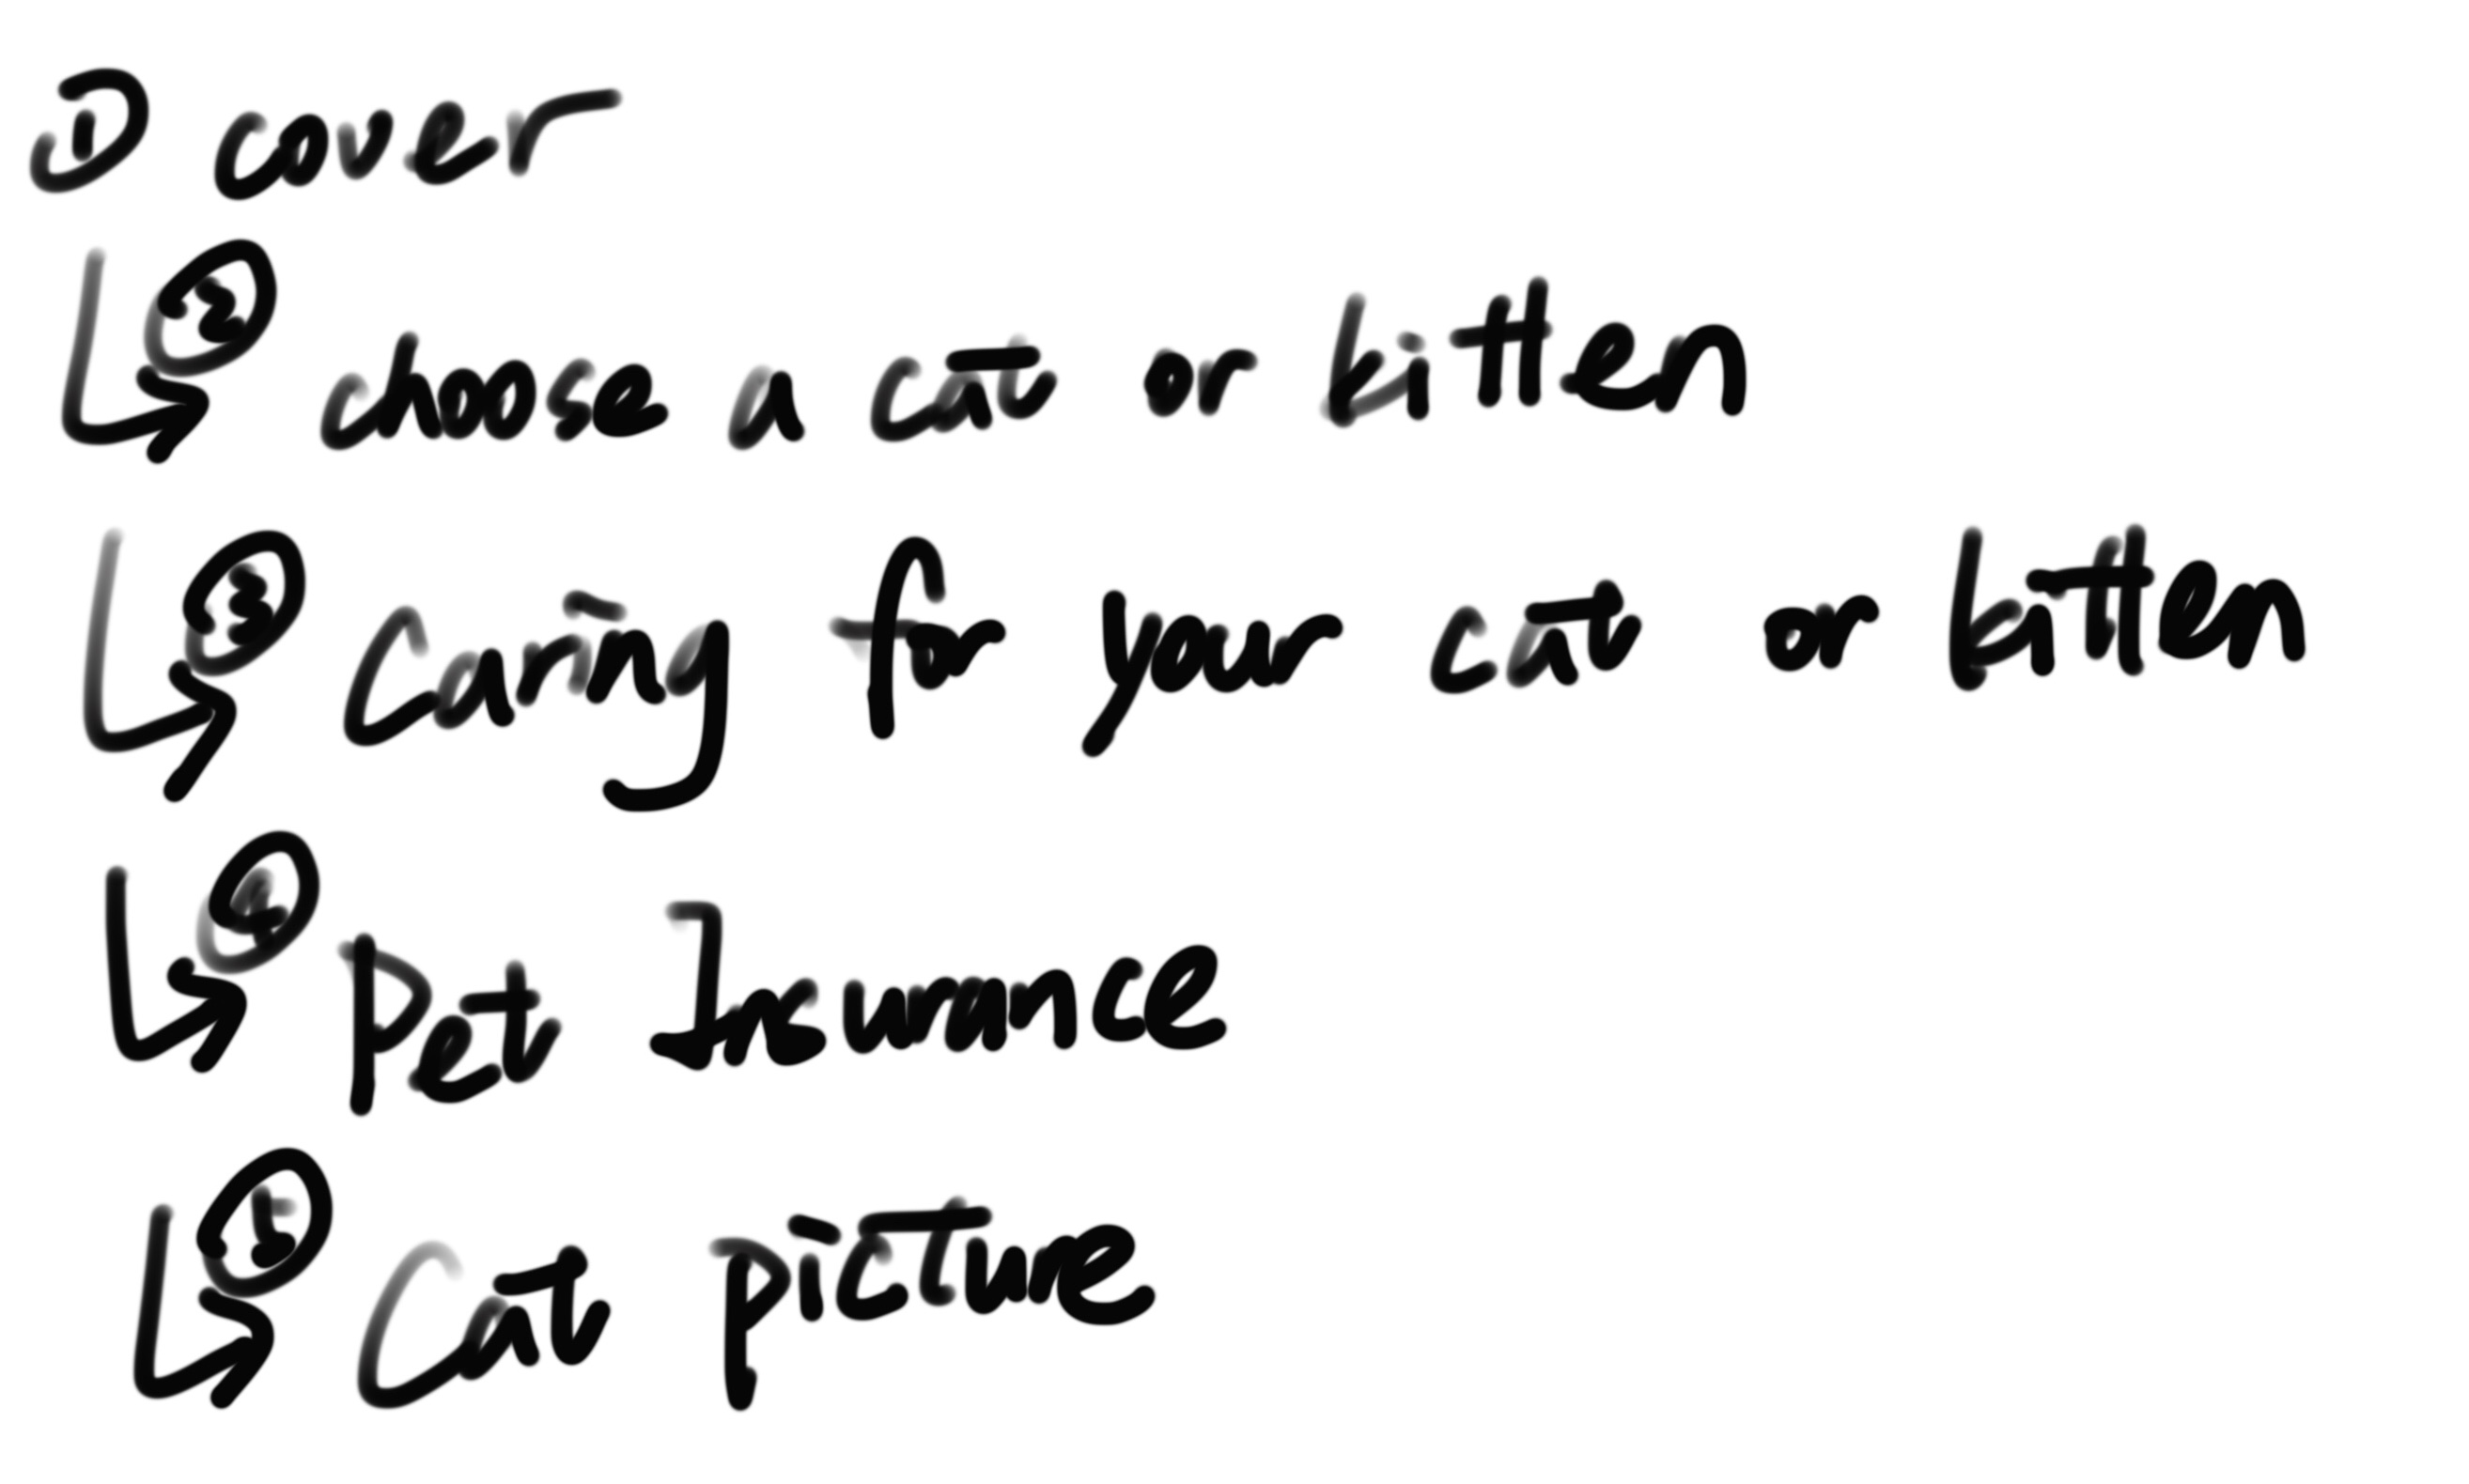 ① cover
↳ ② choose a cat or kitten
↳ ③ Caring for your cat or kitten
↳ ④ Pet Insurance
↳ ⑤ Cat picture